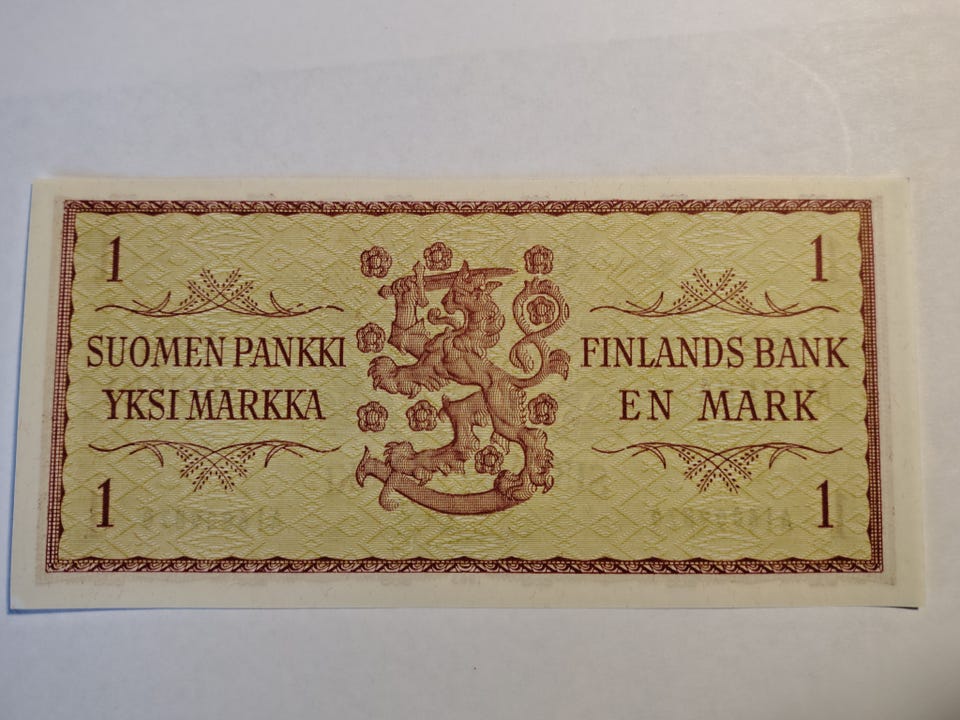 1
1
SUOMEN PANKKI
YKSI MARKKA
FINLANDS BANK
EN MARK
1
1